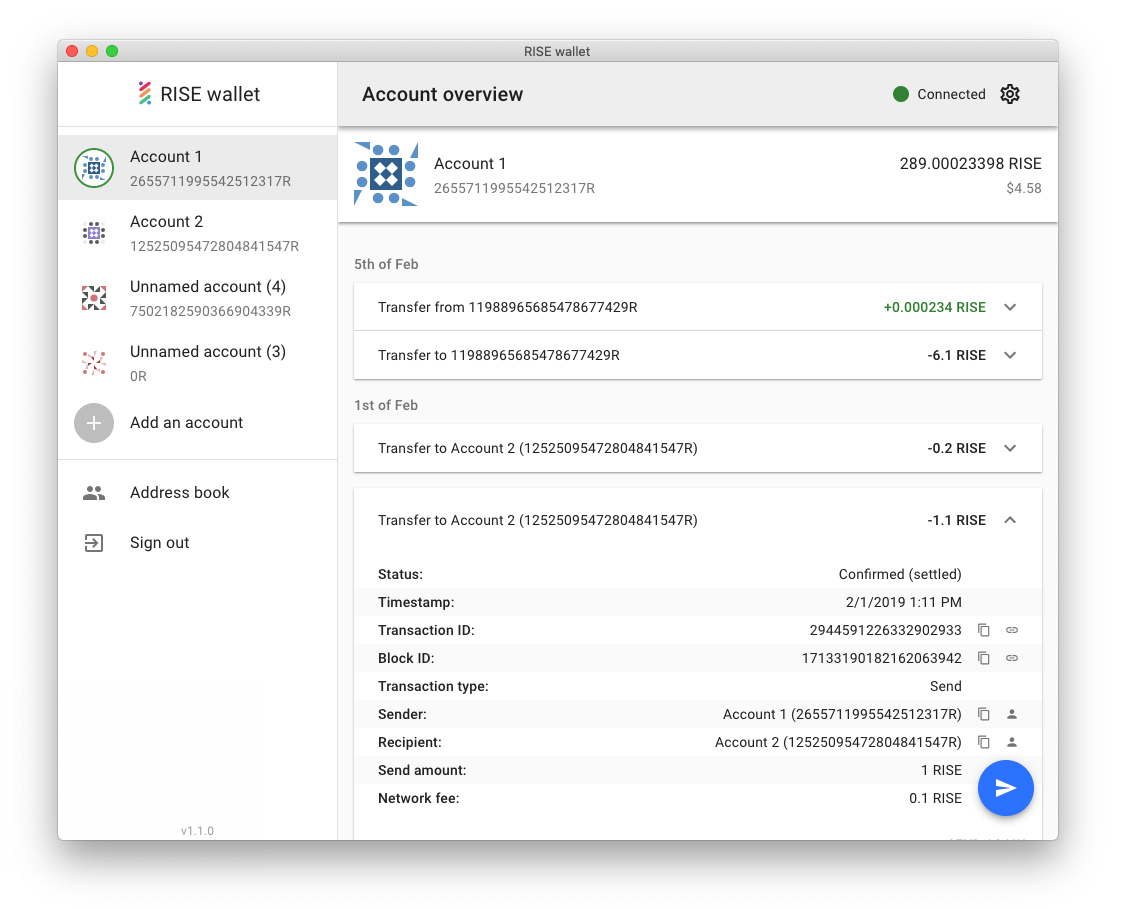 RISE wallet
RISE wallet
Account overview
Connected
Account 1
2655711995542512317R
Account 2
12525095472804841547R
Unnamed account (4)
7502182590366904339R
Unnamed account (3)
0R
Add an account
Address book
Sign out
v1.1.0
Account 1
2655711995542512317R
289.00023398 RISE
$4.58
5th of Feb
Transfer from 11988965685478677429R +0.000234 RISE
Transfer to 11988965685478677429R -6.1 RISE
1st of Feb
Transfer to Account 2 (12525095472804841547R) -0.2 RISE
Transfer to Account 2 (12525095472804841547R) -1.1 RISE
Status: Confirmed (settled)
Timestamp: 2/1/2019 1:11 PM
Transaction ID: 2944591226332902933
Block ID: 17133190182162063942
Transaction type: Send
Sender: Account 1 (2655711995542512317R)
Recipient: Account 2 (12525095472804841547R)
Send amount: 1 RISE
Network fee: 0.1 RISE